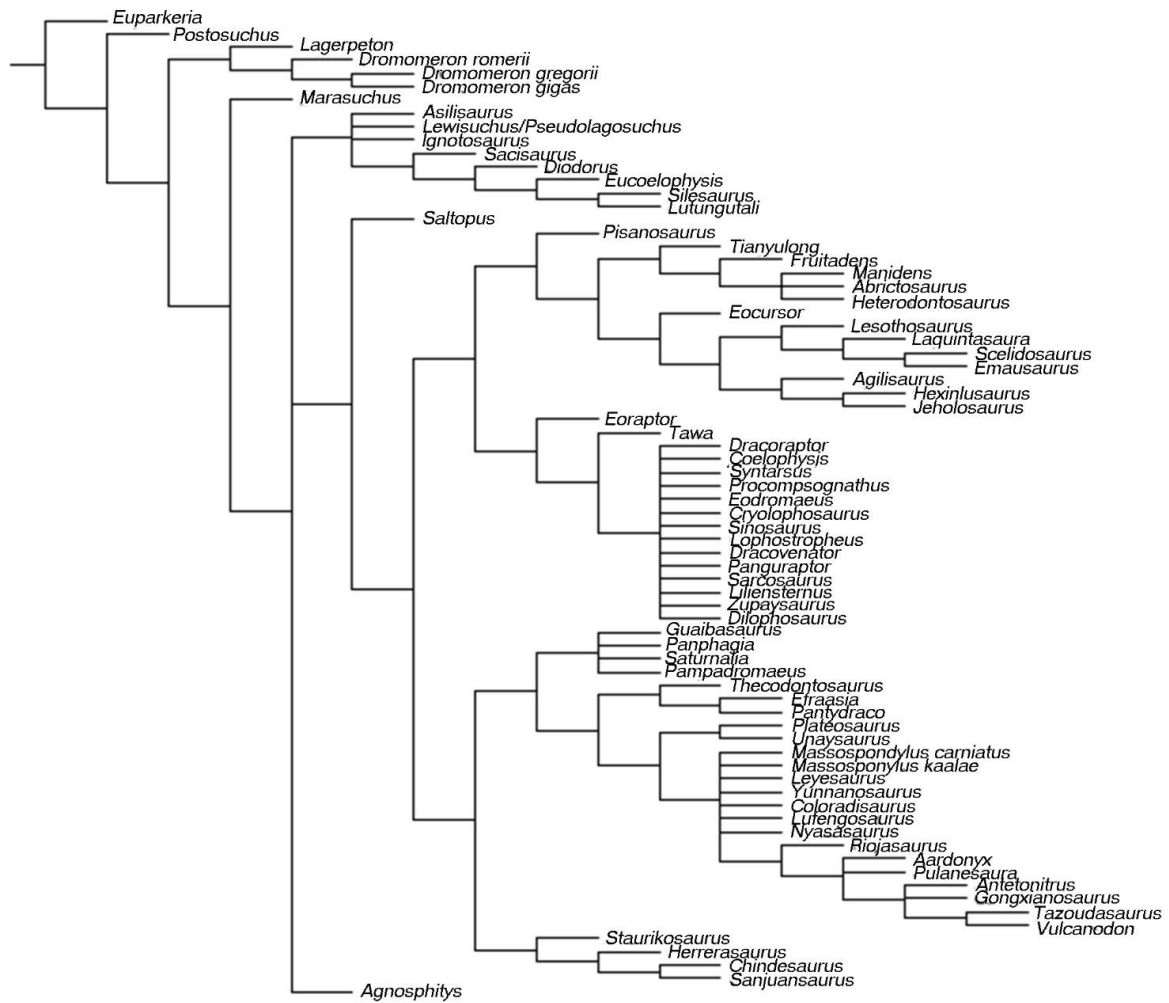 Euparkeria
Postosuchus
Lagerpeton
Dromomeron romerii
Dromomeron gregorii
Dromomeron gigas
Marasuchus
Asilisaurus
Lewisuchus/Pseudolagosuchus
Ignotosaurus
Sacisaurus
Diodorus
Eucoelophysis
Silesaurus
Lutungutali
Saltopus
Pisanosaurus
Tianyulong
Fruitadens
Manidens
Abrictosaurus
Heterodontosaurus
Eocursor
Lesothosaurus
Laquintasaura
Scelidosaurus
Emausaurus
Agilisaurus
Hexinlusaurus
Jeholosaurus
Eoraptor
Tawa
Dracoraptor
Coelophysis
Syntarsus
Procompsognathus
Eodromaeus
Cryolophosaurus
Sinosaurus
Lophostropheus
Dracovenator
Panguraptor
Sarcosaurus
Liliensternus
Zupaysaurus
Dilophosaurus
Guaibasaurus
Panphagia
Saturnalia
Pampadromaeus
Thecodontosaurus
Efraasia
Pantydraco
Plateosaurus
Unaysaurus
Massospondylus carniatus
Massosponylus kaalae
Leyesaurus
Yunnanosaurus
Coloradisaurus
Lufengosaurus
Nyasasaurus
Riojasaurus
Aardonyx
Pulanesaura
Antetonitrus
Gongxianosaurus
Tazoudasaurus
Vulcanodon
Staurikosaurus
Herrerasaurus
Chindesaurus
Sanjuansaurus
Agnosphitys